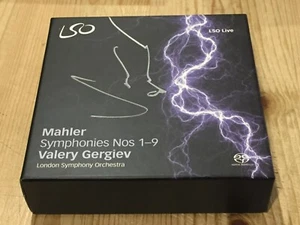 LSO
LSO Live
Mahler
Symphonies Nos 1–9
Valery Gergiev
London Symphony Orchestra